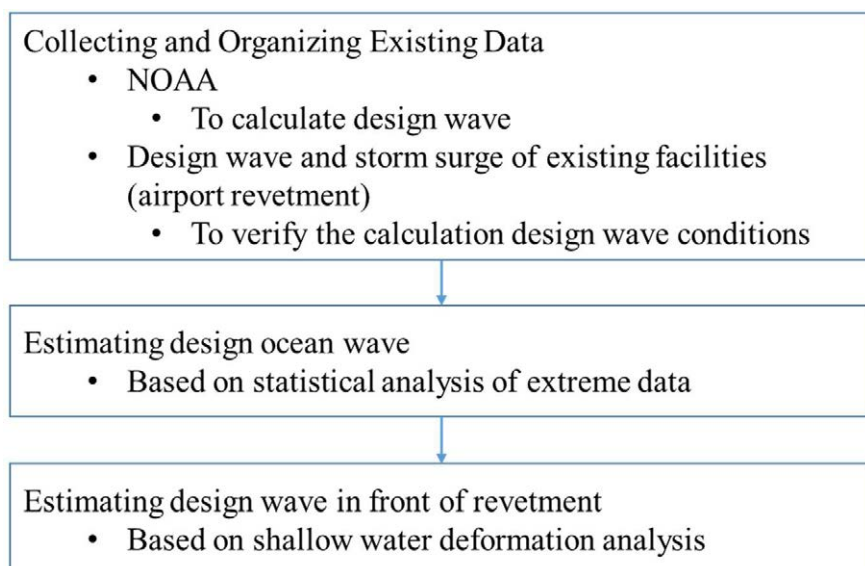 Collecting and Organizing Existing Data
• NOAA
• To calculate design wave
• Design wave and storm surge of existing facilities
(airport revetment)
• To verify the calculation design wave conditions
Estimating design ocean wave
• Based on statistical analysis of extreme data
Estimating design wave in front of revetment
• Based on shallow water deformation analysis